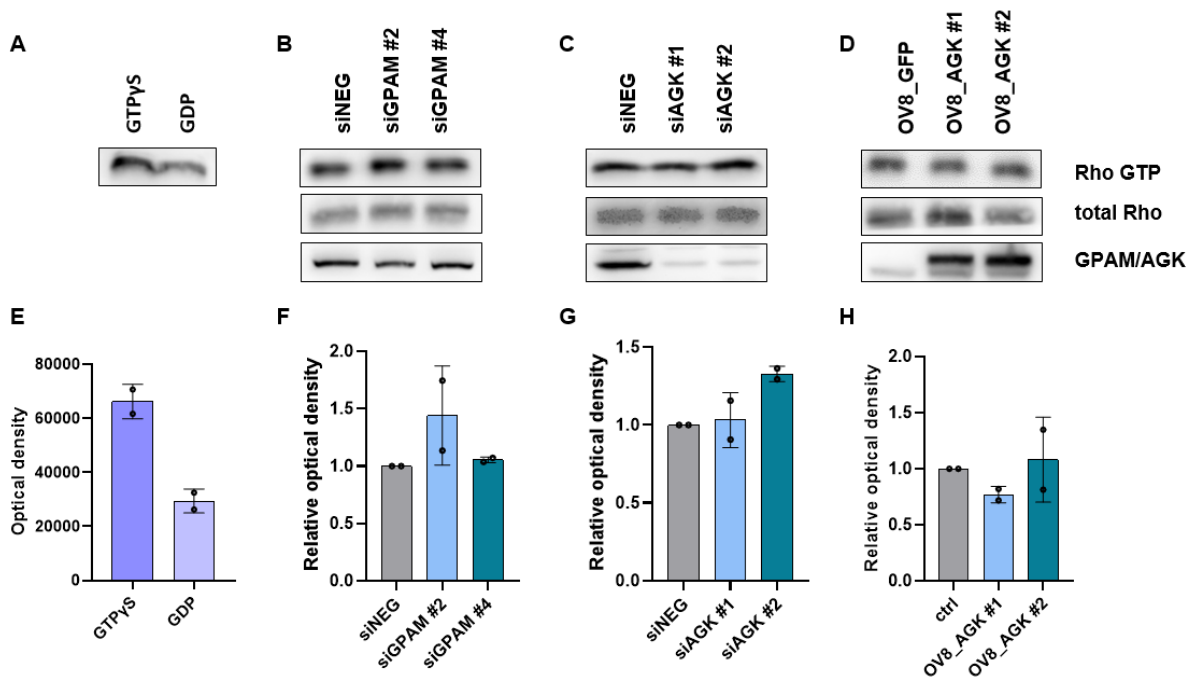 A
GTPγS
GDP
B
siNEG
siGPAM #2
siGPAM #4
C
siNEG
siAGK #1
siAGK #2
D
OV8_GFP
OV8_AGK #1
OV8_AGK #2
Rho GTP
total Rho
GPAM/AGK
E
Optical density
80000
60000
40000
20000
0
GTPγS
GDP
F
Relative optical density
2.0
1.5
1.0
0.5
0.0
siNEG
siGPAM #2
siGPAM #4
G
Relative optical density
1.5
1.0
0.5
0.0
siNEG
siAGK #1
siAGK #2
H
Relative optical density
2.0
1.5
1.0
0.5
0.0
ctrl
OV8_AGK #1
OV8_AGK #2